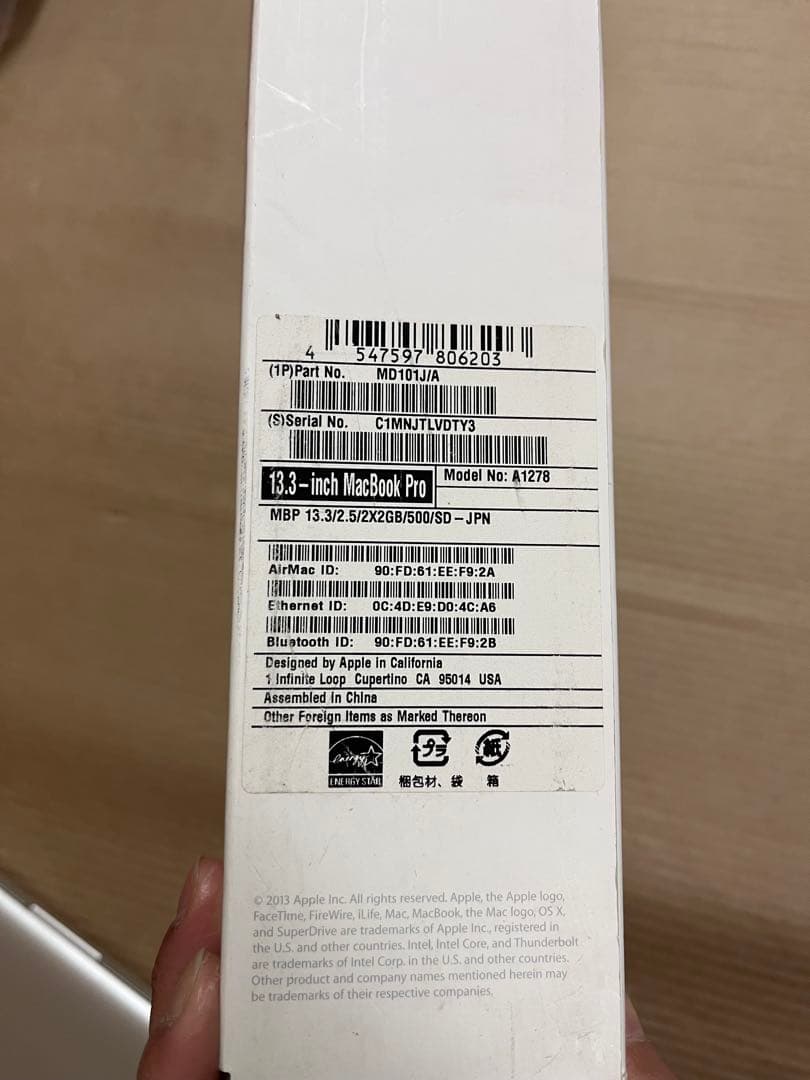 4 547597 806203
(1P)Part No. MD101J/A
(S)Serial No. C1MNJTLVDTY3
13.3-inch MacBook Pro Model No: A1278
MBP 13.3/2.5/2X2GB/500/SD-JPN
AirMac ID: 90:FD:61:EE:F9:2A
Ethernet ID: 0C:4D:E9:D0:4C:A6
Bluetooth ID: 90:FD:61:EE:F9:2B
Designed by Apple in California
1 Infinite Loop Cupertino CA 95014 USA
Assembled in China
Other Foreign Items as Marked Thereon
energy プラ 紙
ENERGY STAR 梱包材、袋 箱
© 2013 Apple Inc. All rights reserved. Apple, the Apple logo,
FaceTime, FireWire, iLife, Mac, MacBook, the Mac logo, OS X,
and SuperDrive are trademarks of Apple Inc., registered in
the U.S. and other countries. Intel, Intel Core, and Thunderbolt
are trademarks of Intel Corp. in the U.S. and other countries.
Other product and company names mentioned herein may
be trademarks of their respective companies.